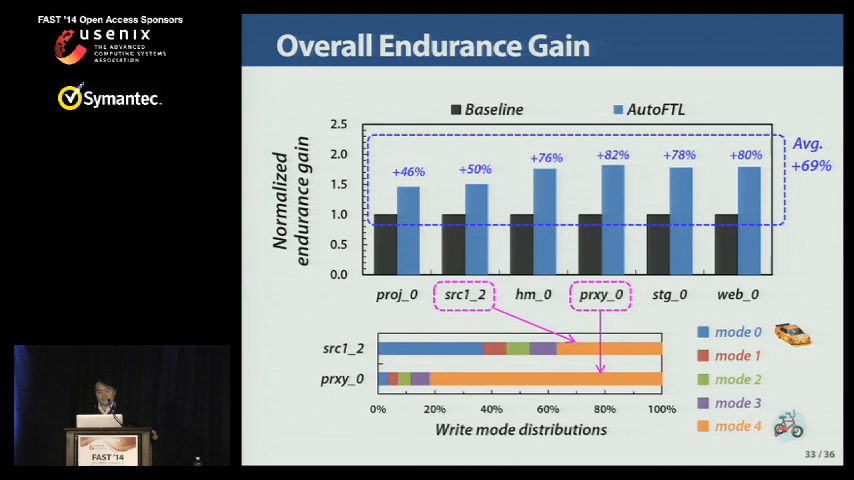 FAST '14 Open Access Sponsors
usenix
THE ADVANCED
COMPUTING SYSTEMS
ASSOCIATION
Symantec.
Overall Endurance Gain
Baseline
AutoFTL
Normalized
endurance gain
2.5
2.0
1.5
1.0
0.5
0.0
+46%
+50%
+76%
+82%
+78%
+80%
Avg.
+69%
proj_0
src1_2
hm_0
prxy_0
stg_0
web_0
src1_2
prxy_0
0%
20%
40%
60%
80%
100%
Write mode distributions
mode 0
mode 1
mode 2
mode 3
mode 4
33 / 36
FAST '14